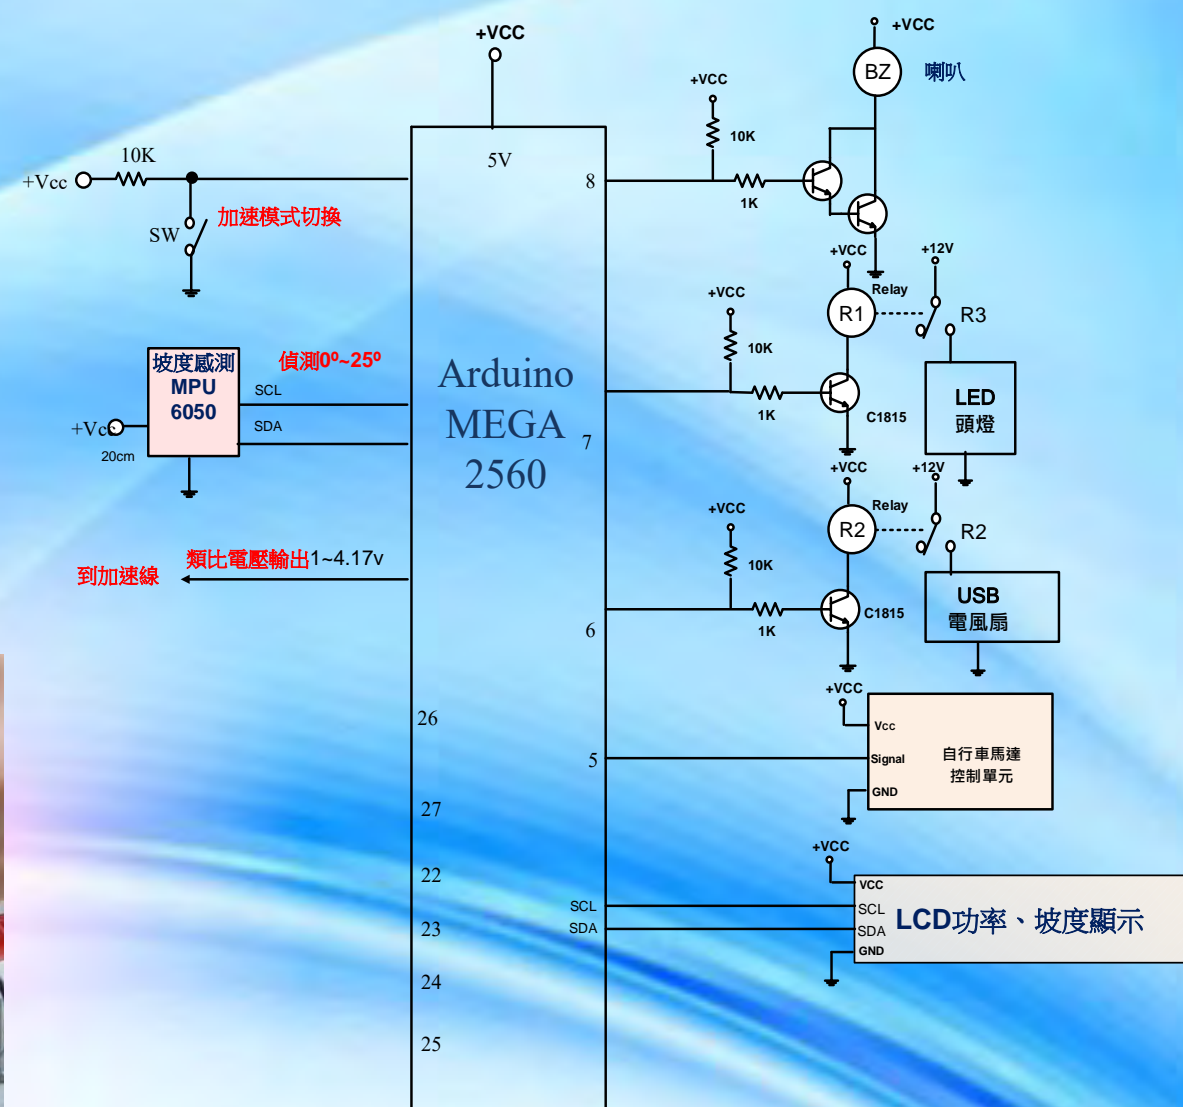 +VCC
5V
10K
+Vcc
SW
加速模式切換
坡度感測
MPU
6050
偵測0º~25º
SCL
SDA
+Vcc
20cm
類比電壓輸出1~4.17v
到加速線
Arduino
MEGA
2560
26
27
22
23
24
25
8
7
6
5
SCL
SDA
+VCC
BZ
喇叭
+VCC
10K
1K
+VCC
Relay
R1
+12V
R3
+VCC
10K
1K
C1815
LED
頭燈
+VCC
Relay
R2
+12V
R2
+VCC
10K
1K
C1815
USB
電風扇
+VCC
Vcc
Signal
GND
自行車馬達
控制單元
+VCC
VCC
SCL
SDA
GND
LCD功率、坡度顯示